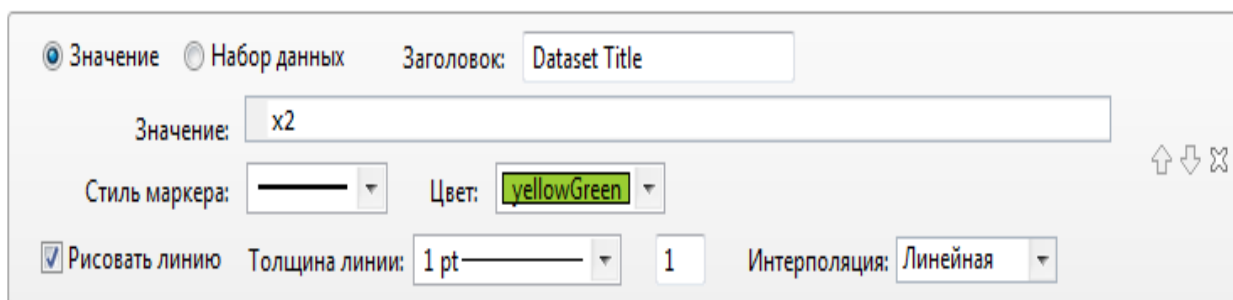 Значение Набор данных Заголовок: Dataset Title
Значение: x2
Стиль маркера: Цвет: yellowGreen
Рисовать линию Толщина линии: 1 pt 1 Интерполяция: Линейная